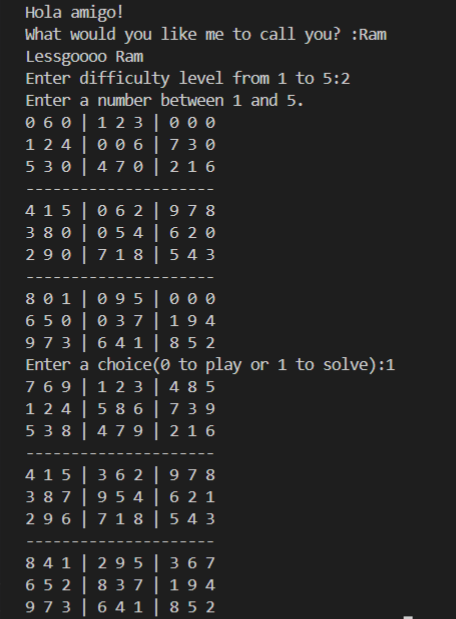 Hola amigo!
What would you like me to call you? :Ram
Lessgoooo Ram
Enter difficulty level from 1 to 5:2
Enter a number between 1 and 5.
0 6 0 | 1 2 3 | 0 0 0
1 2 4 | 0 0 6 | 7 3 0
5 3 0 | 4 7 0 | 2 1 6
---------------------
4 1 5 | 0 6 2 | 9 7 8
3 8 0 | 0 5 4 | 6 2 0
2 9 0 | 7 1 8 | 5 4 3
---------------------
8 0 1 | 0 9 5 | 0 0 0
6 5 0 | 0 3 7 | 1 9 4
9 7 3 | 6 4 1 | 8 5 2
Enter a choice(0 to play or 1 to solve):1
7 6 9 | 1 2 3 | 4 8 5
1 2 4 | 5 8 6 | 7 3 9
5 3 8 | 4 7 9 | 2 1 6
---------------------
4 1 5 | 3 6 2 | 9 7 8
3 8 7 | 9 5 4 | 6 2 1
2 9 6 | 7 1 8 | 5 4 3
---------------------
8 4 1 | 2 9 5 | 3 6 7
6 5 2 | 8 3 7 | 1 9 4
9 7 3 | 6 4 1 | 8 5 2